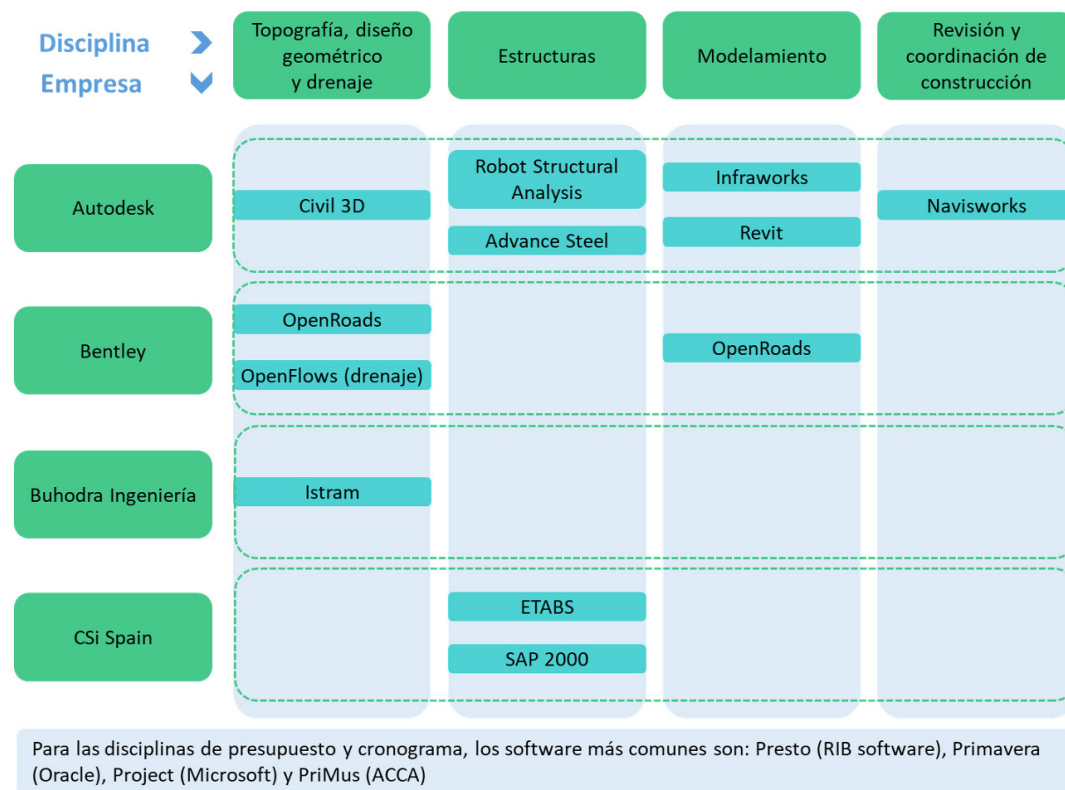 Disciplina
Empresa
Topografía, diseño
geométrico
y drenaje
Estructuras
Modelamiento
Revisión y
coordinación de
construcción
Autodesk
Civil 3D
Robot Structural
Analysis
Advance Steel
Infraworks
Revit
Navisworks
Bentley
OpenRoads
OpenFlows (drenaje)
OpenRoads
Buhodra Ingeniería
Istram
CSi Spain
ETABS
SAP 2000
Para las disciplinas de presupuesto y cronograma, los software más comunes son: Presto (RIB software), Primavera
(Oracle), Project (Microsoft) y PriMus (ACCA)